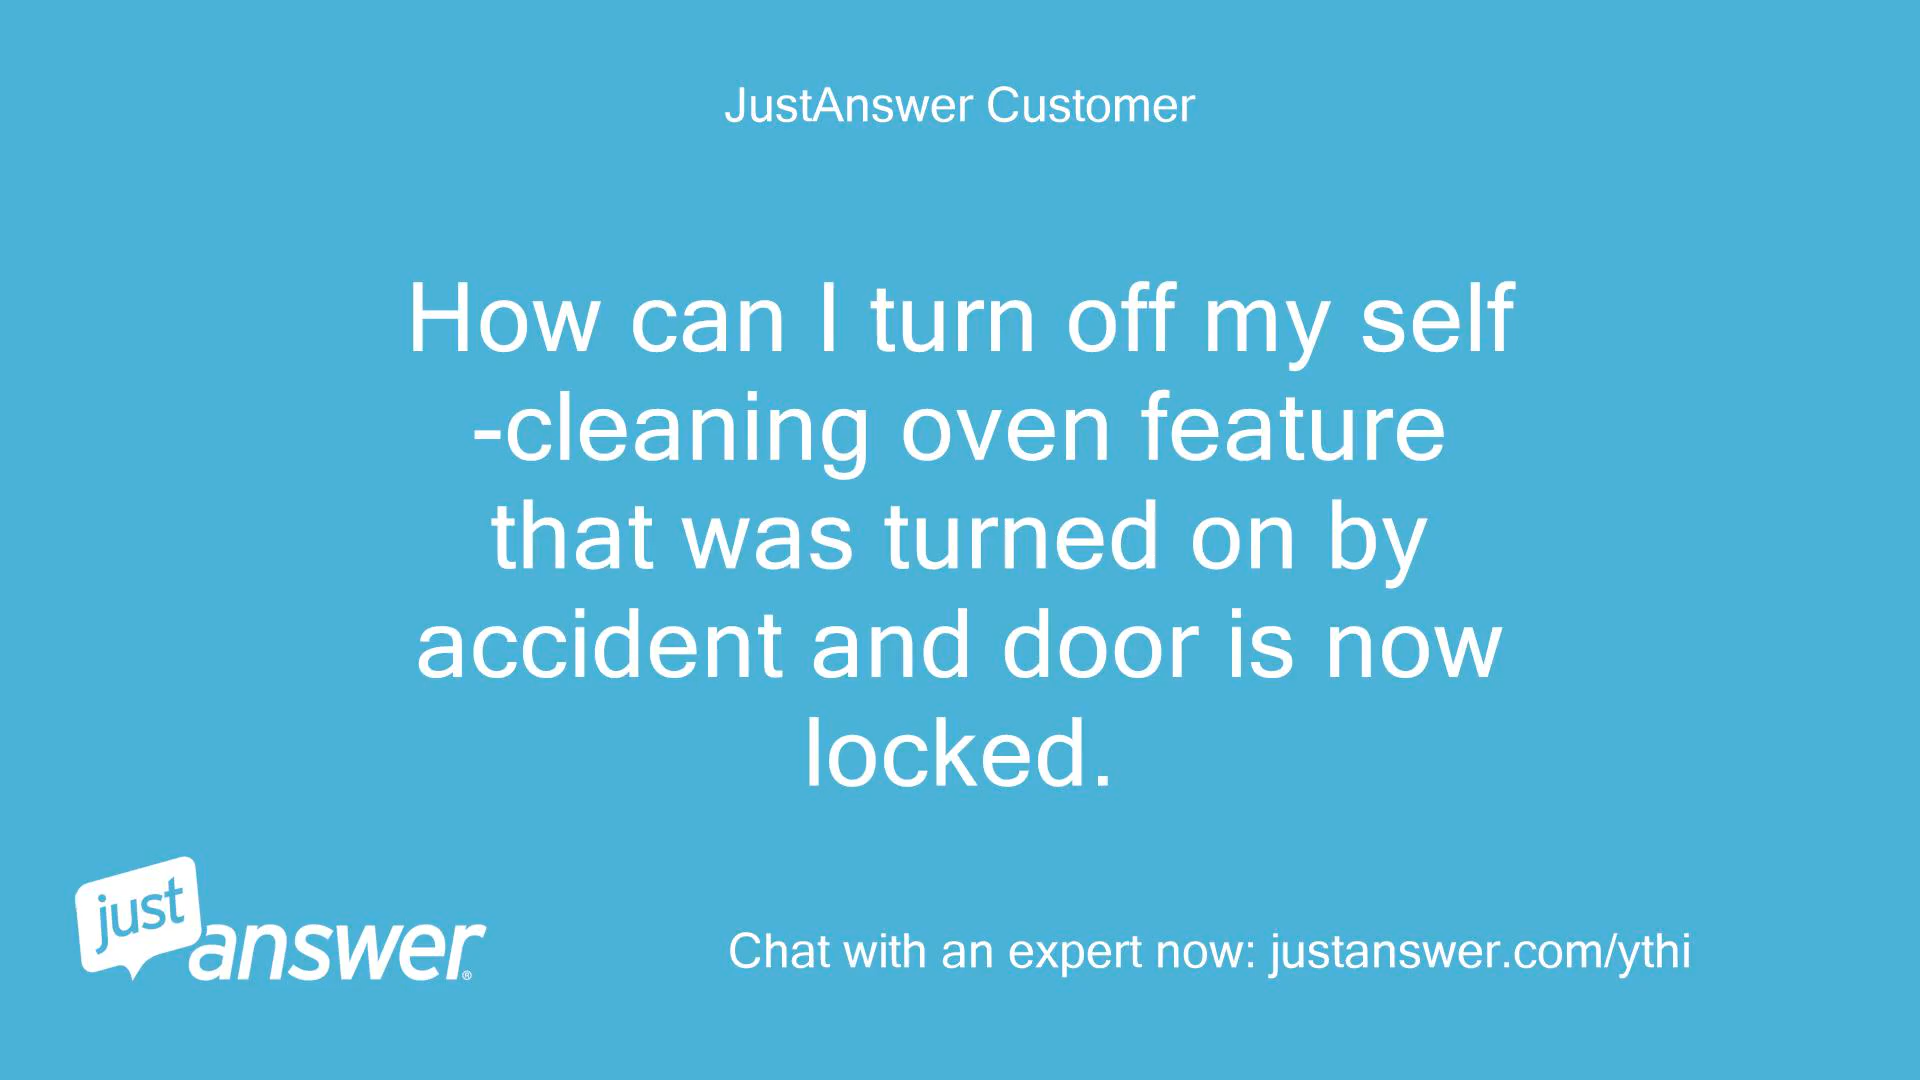 JustAnswer Customer
How can I turn off my self
-cleaning oven feature
that was turned on by
accident and door is now
locked.
just
answer®
Chat with an expert now: justanswer.com/ythi